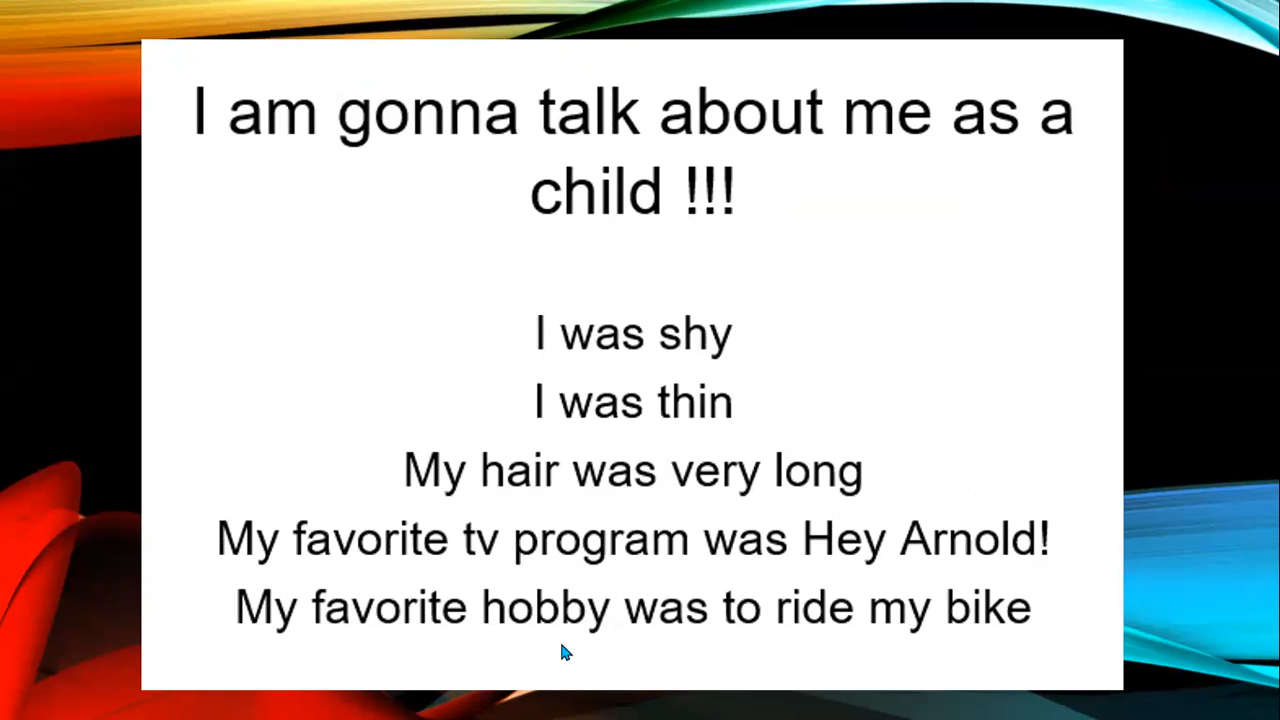 I am gonna talk about me as a
child !!!
I was shy
I was thin
My hair was very long
My favorite tv program was Hey Arnold!
My favorite hobby was to ride my bike